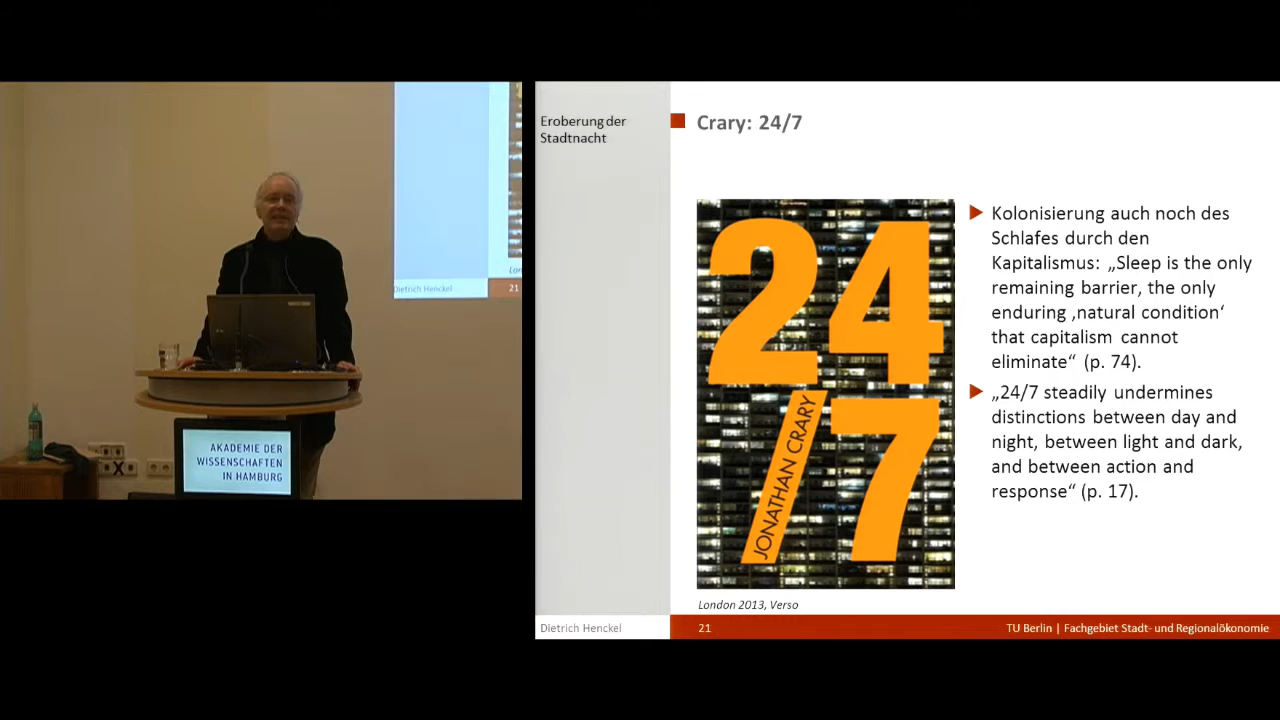 Lon
Dietrich Henckel
21
AKADEMIE DER
WISSENSCHAFTEN
IN HAMBURG
Eroberung der
Stadtnacht
Crary: 24/7
24
/7
JONATHAN CRARY
London 2013, Verso
Kolonisierung auch noch des
Schlafes durch den
Kapitalismus: „Sleep is the only
remaining barrier, the only
enduring ‚natural condition‘
that capitalism cannot
eliminate“ (p. 74).
„24/7 steadily undermines
distinctions between day and
night, between light and dark,
and between action and
response“ (p. 17).
Dietrich Henckel
21
TU Berlin | Fachgebiet Stadt- und Regionalökonomie